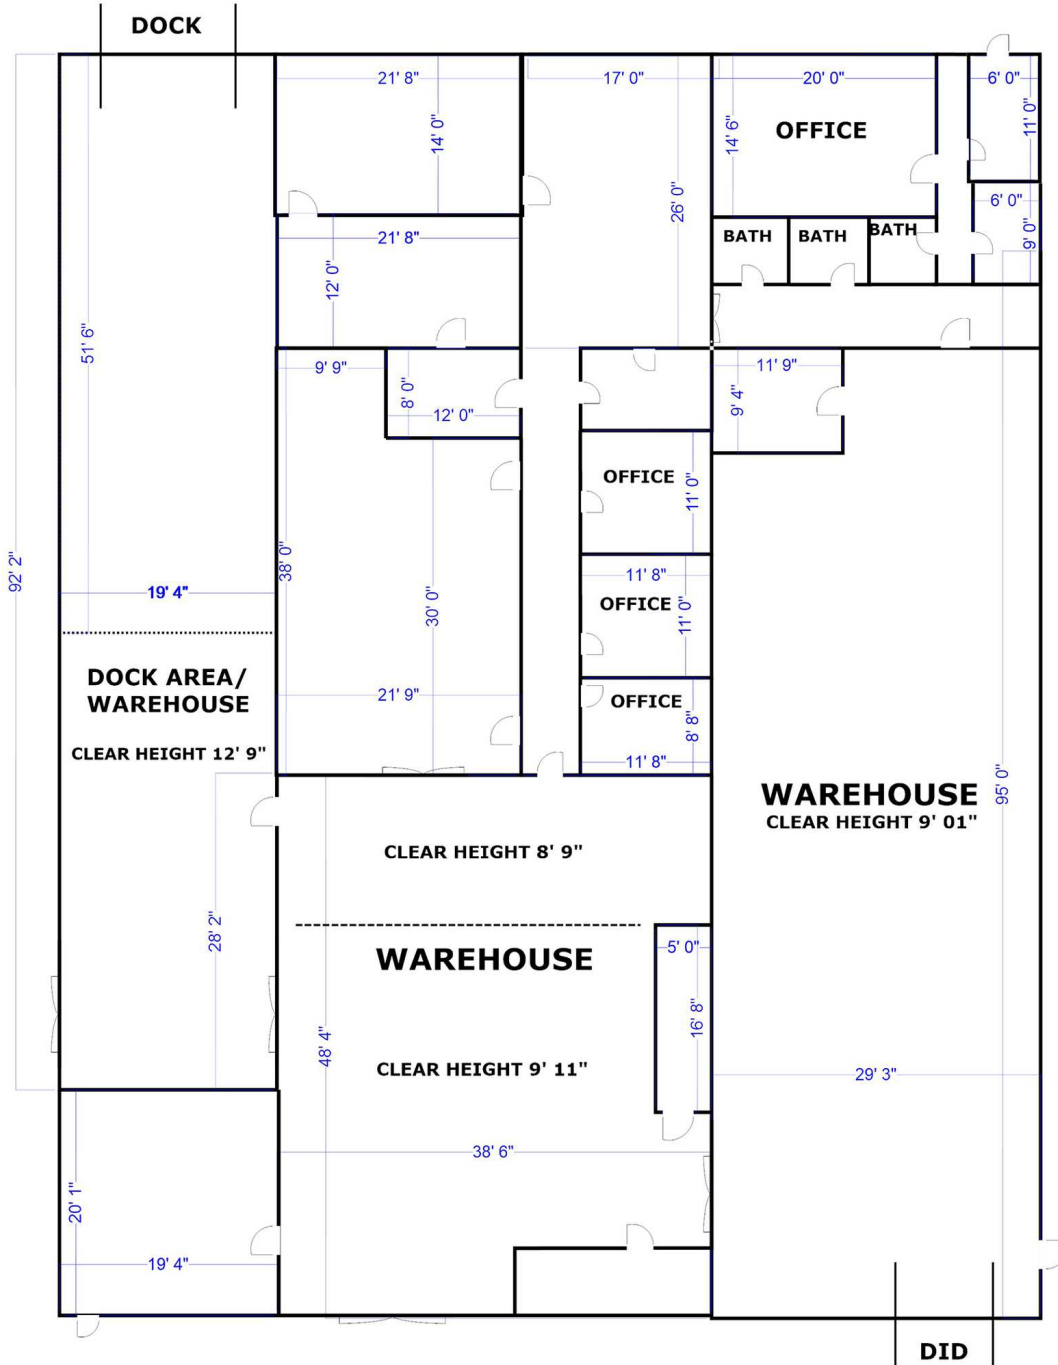 DOCK
21' 8"
17' 0"
20' 0"
6' 0"
14' 0"
14' 6"
11' 0"
OFFICE
26' 0"
6' 0"
9' 0"
21' 8"
BATH
BATH
BATH
12' 0"
51' 6"
9' 9"
8' 0"
12' 0"
11' 9"
9' 4"
OFFICE
11' 0"
92' 2"
38' 0"
19' 4"
30' 0"
11' 8"
OFFICE
11' 0"
DOCK AREA/
WAREHOUSE
CLEAR HEIGHT 12' 9"
21' 9"
OFFICE
8' 8"
11' 8"
95' 0"
WAREHOUSE
CLEAR HEIGHT 9' 01"
CLEAR HEIGHT 8' 9"
28' 2"
WAREHOUSE
5' 0"
16' 8"
48' 4"
CLEAR HEIGHT 9' 11"
29' 3"
38' 6"
20' 1"
19' 4"
DID